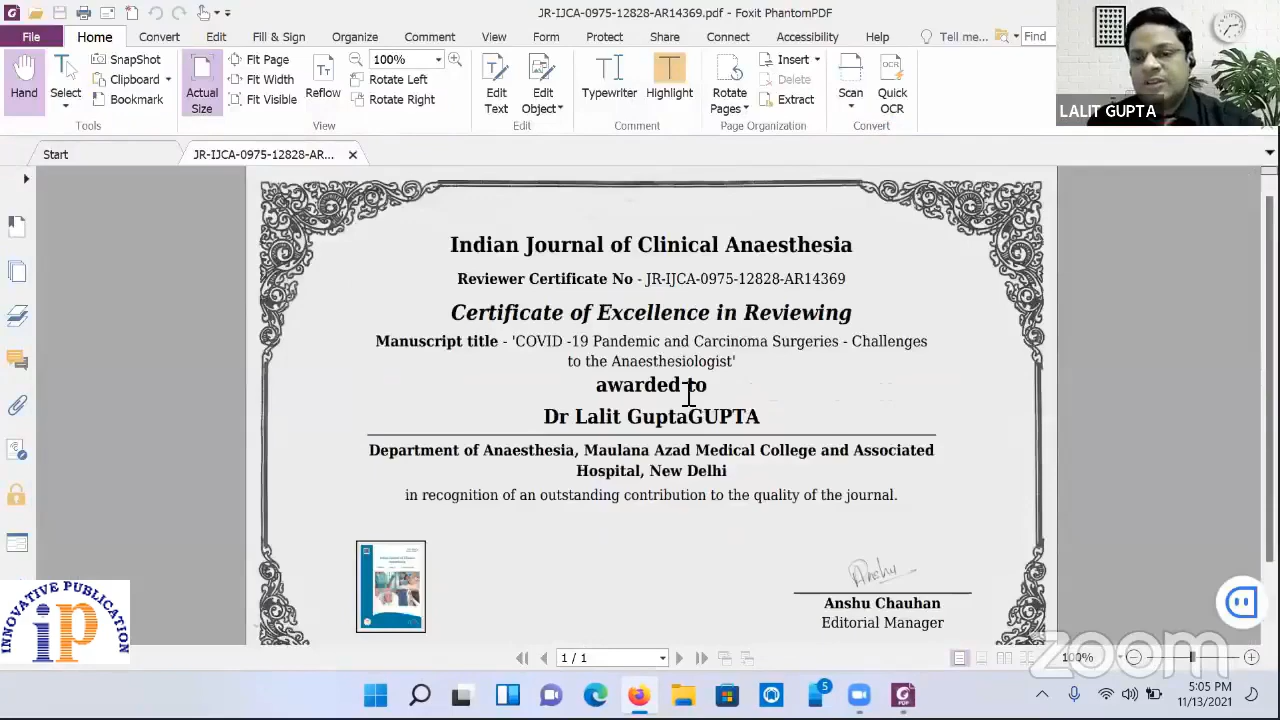 JR-IJCA-0975-12828-AR14369.pdf - Foxit PhantomPDF
File Home Convert Edit Fill & Sign Organize Comment View Form Protect Share Connect Accessibility Help Tell me... Find
Hand
Select
SnapShot
Clipboard
Bookmark
Tools
Actual Size
Fit Page
Fit Width
Fit Visible
Reflow
100%
Rotate Left
Rotate Right
View
Edit Text
Edit Object
Edit
Typewriter
Highlight
Comment
Rotate Pages
Insert
Delete
Extract
Page Organization
Scan
Quick OCR
Convert
LALIT GUPTA
Start JR-IJCA-0975-12828-AR...
Indian Journal of Clinical Anaesthesia
Reviewer Certificate No - JR-IJCA-0975-12828-AR14369
Certificate of Excellence in Reviewing
Manuscript title - 'COVID -19 Pandemic and Carcinoma Surgeries - Challenges
to the Anaesthesiologist'
awarded to
Dr Lalit GuptaGUPTA
Department of Anaesthesia, Maulana Azad Medical College and Associated
Hospital, New Delhi
in recognition of an outstanding contribution to the quality of the journal.
Anshu
Anshu Chauhan
Editorial Manager
INNOVATIVE PUBLICATION
ip
1 / 1
100%
zoom
5
5:05 PM
11/13/2021